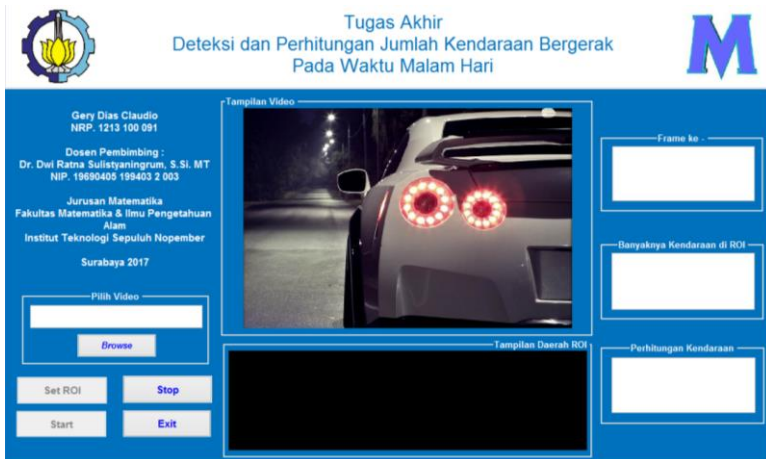 Tugas Akhir
Deteksi dan Perhitungan Jumlah Kendaraan Bergerak
Pada Waktu Malam Hari
M
Gery Dias Claudio
NRP. 1213 100 091
Dosen Pembimbing :
Dr. Dwi Ratna Sulistyaningrum, S.Si. MT
NIP. 19690405 199403 2 003
Jurusan Matematika
Fakultas Matematika & Ilmu Pengetahuan
Alam
Institut Teknologi Sepuluh Nopember
Surabaya 2017
Pilih Video
Browse
Set ROI
Stop
Start
Exit
Tampilan Video
Tampilan Daerah ROI
Frame ke -
Banyaknya Kendaraan di ROI
Perhitungan Kendaraan